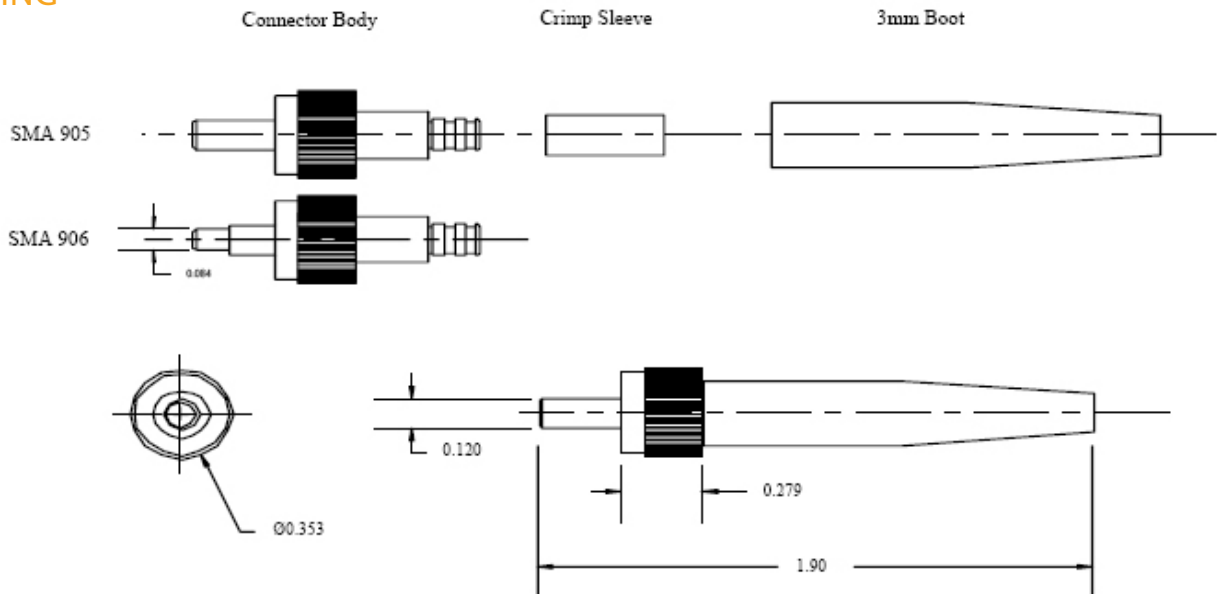 ING
Connector Body Crimp Sleeve 3mm Boot
SMA 905
SMA 906
0.084
0.120
0.279
Ø0.353
1.90